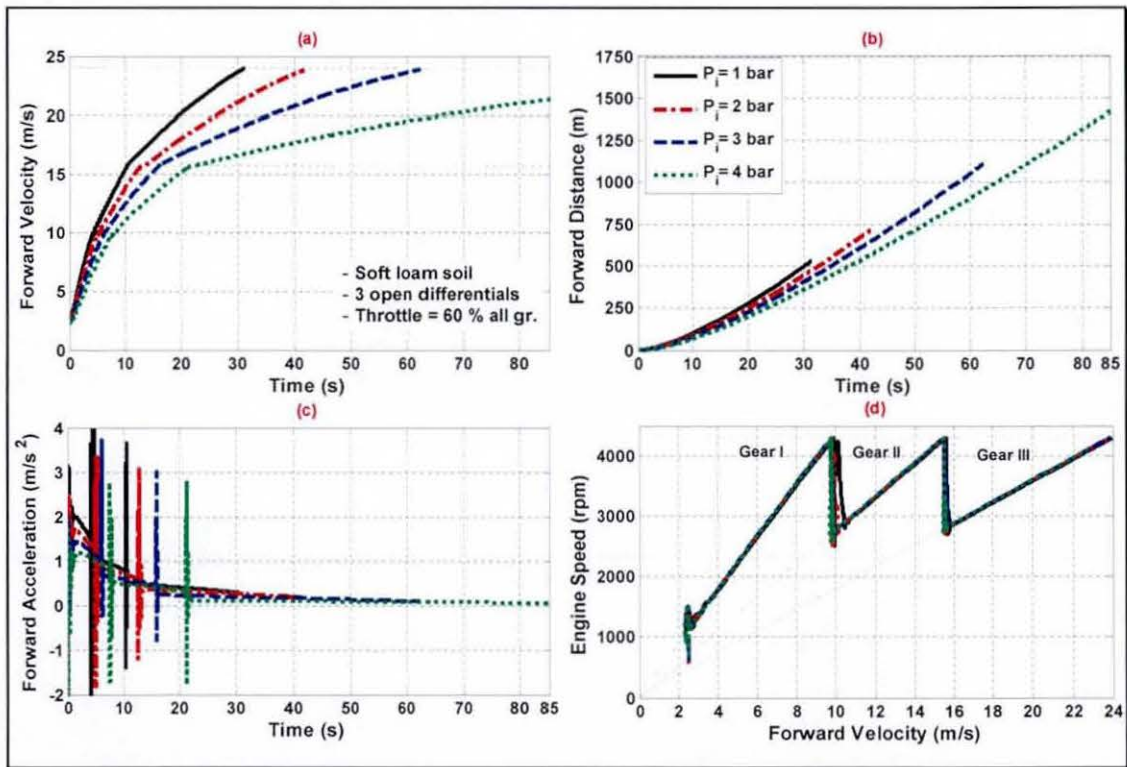 (a)
Forward Velocity (m/s)
25
20
15
10
5
0
- Soft loam soil
- 3 open differentials
- Throttle = 60 % all gr.
0 10 20 30 40 50 60 70 80 85
Time (s)
(b)
Forward Distance (m)
1750
1500
1250
1000
750
500
250
0
Pi= 1 bar
Pi= 2 bar
Pi= 3 bar
Pi= 4 bar
0 10 20 30 40 50 60 70 80 85
Time (s)
(c)
Forward Acceleration (m/s 2)
4
3
2
1
0
-1
-2
0 10 20 30 40 50 60 70 80 85
Time (s)
(d)
Engine Speed (rpm)
4000
3000
2000
1000
0
Gear I Gear II Gear III
0 2 4 6 8 10 12 14 16 18 20 22 24
Forward Velocity (m/s)